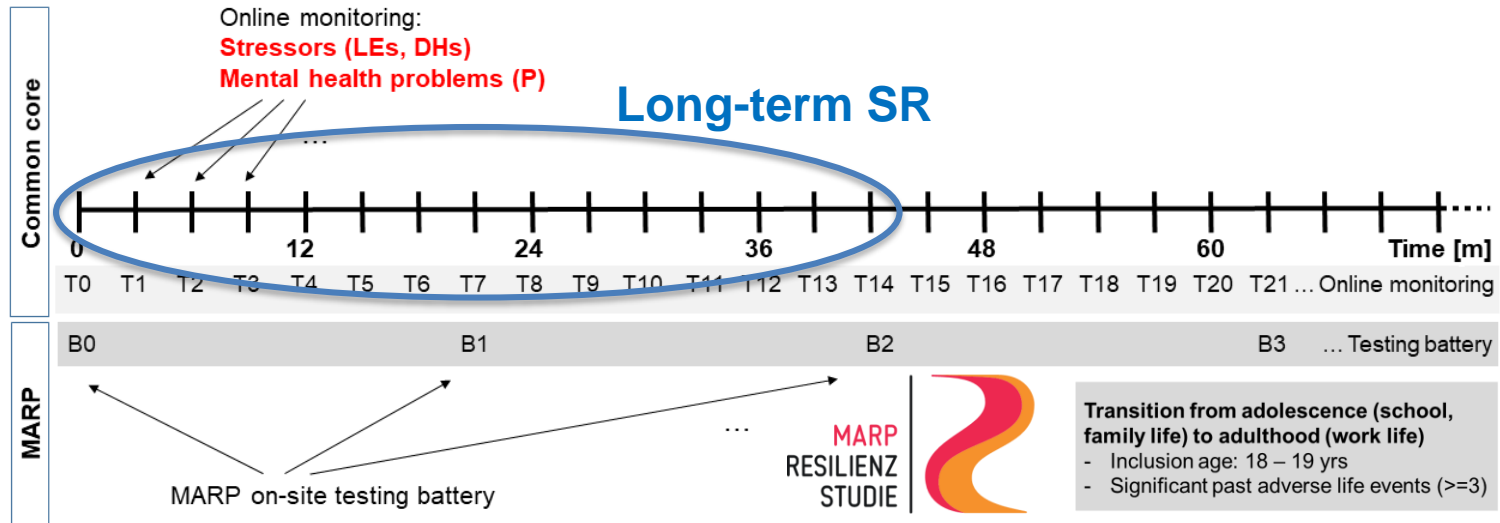 Common core
Online monitoring:
Stressors (LEs, DHs)
Mental health problems (P)
Long-term SR
...
0 12 24 36 48 60 Time [m]
T0 T1 T2 T3 T4 T5 T6 T7 T8 T9 T10 T11 T12 T13 T14 T15 T16 T17 T18 T19 T20 T21 ... Online monitoring
MARP
B0 B1 B2 B3 ... Testing battery
...
MARP on-site testing battery
MARP
RESILIENZ
STUDIE
Transition from adolescence (school,
family life) to adulthood (work life)
- Inclusion age: 18 – 19 yrs
- Significant past adverse life events (>=3)